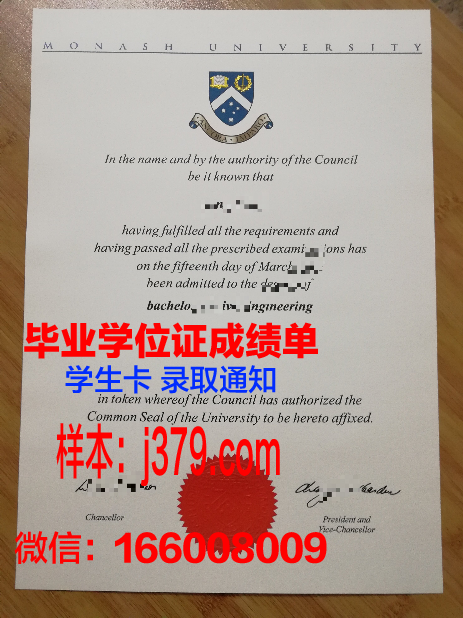 MONASH UNIVERSITY
ANCORA IMPARO
In the name and by the authority of the Council
be it known that
having fulfilled all the requirements and
having passed all the prescribed has
on the fifteenth day of March
been admitted to the
engineering
毕业学位证成绩单
学生卡 录取通知
in token whereof the Council has authorized the
Common Seal of the University to be hereto affixed.
样本：j379.com
Chancellor
President and
Vice-Chancellor
微信：166008009